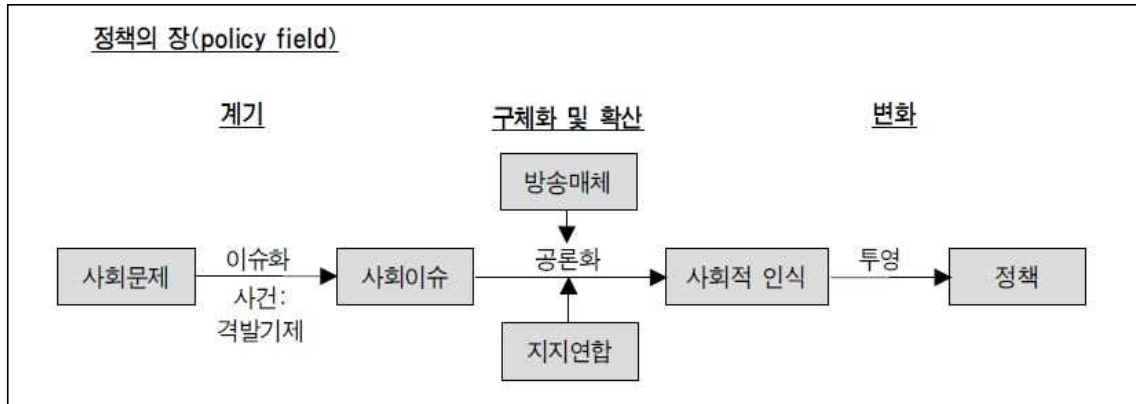 정책의 장(policy field)
계기
구체화 및 확산
변화
방송매체
사회문제
이슈화
사건:
격발기제
사회이슈
공론화
지지연합
사회적 인식
투영
정책